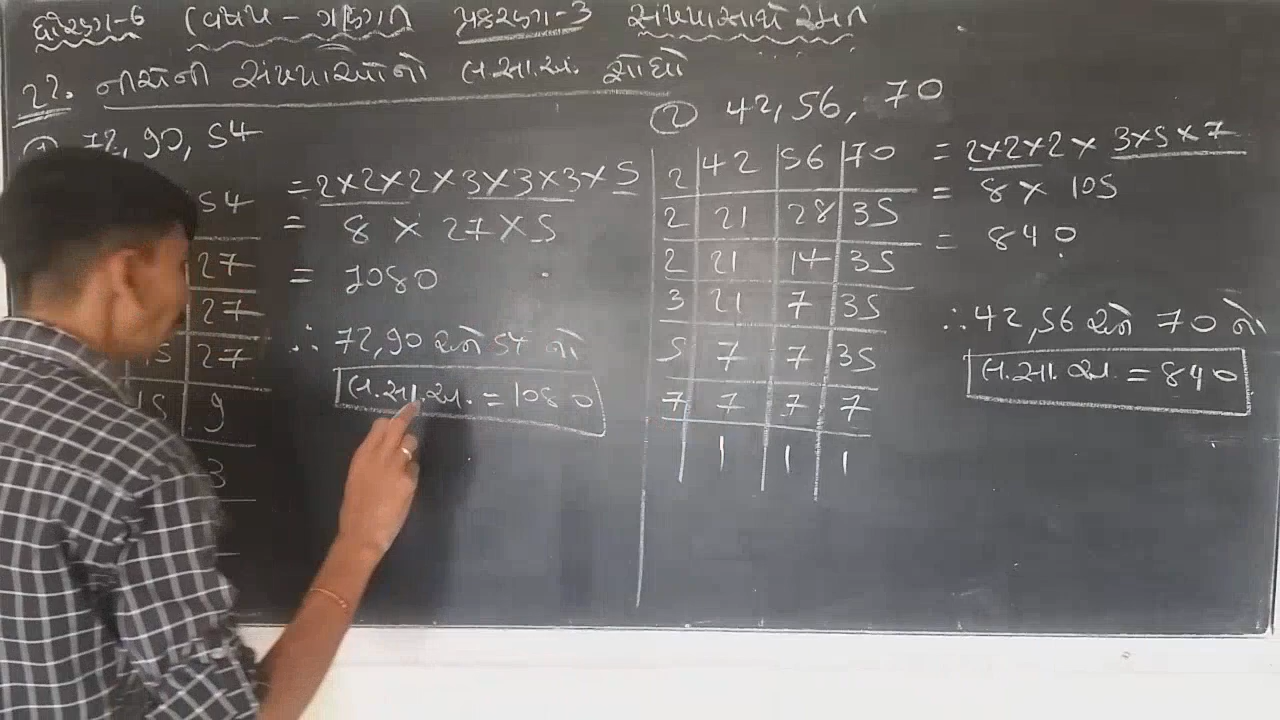 ધોરણ-6 (વિષય - ગણિત પ્રકરણ-3 સંખ્યાસાથે રમત
22. નીચેની સંખ્યાઓનો લ.સા.અ. શોધો
① 72, 90, 54
54
27
27
15 27
15 9
3
= 2×2×2×3×3×3×5
= 8 × 27 × 5
= 1080
∴ 72, 90 અને 54 નો
લ.સા.અ. = 1080
② 42, 56, 70
2 42 56 70
2 21 28 35
2 21 14 35
3 21 7 35
5 7 7 35
7 7 7 7
1 1 1
= 2×2×2× 3×5×7
= 8 × 105
= 840
∴ 42, 56 અને 70 નો
લ.સા.અ. = 840